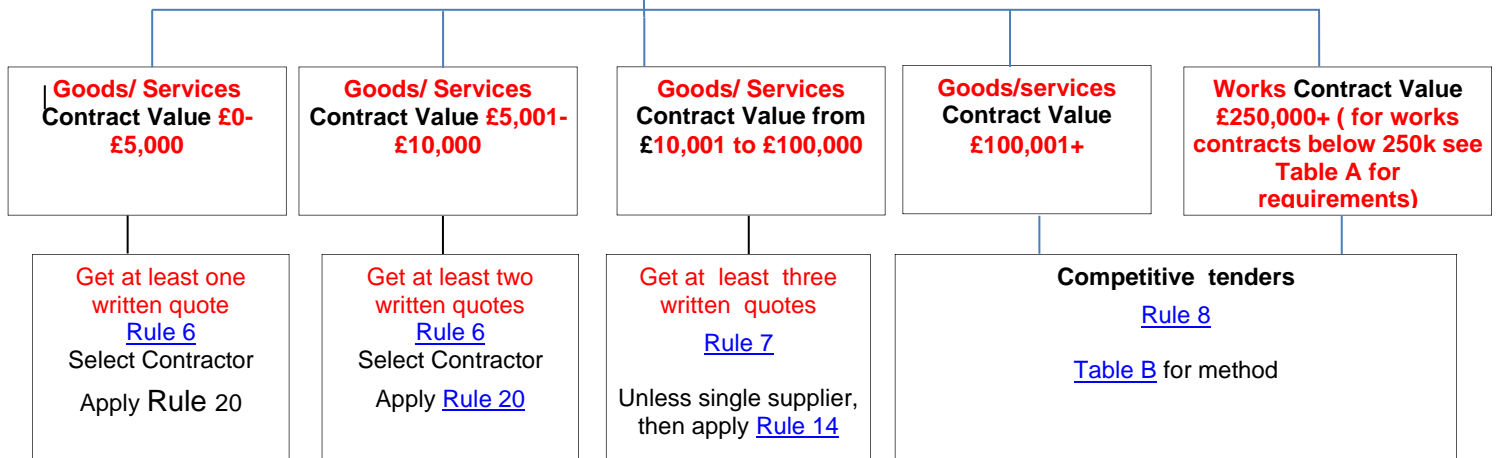 Goods/ Services
Contract Value £0-
£5,000
Goods/ Services
Contract Value £5,001-
£10,000
Goods/ Services
Contract Value from
£10,001 to £100,000
Goods/services
Contract Value
£100,001+
Works Contract Value
£250,000+ ( for works
contracts below 250k see
Table A for
requirements)
Get at least one
written quote
Rule 6
Select Contractor
Apply Rule 20
Get at least two
written quotes
Rule 6
Select Contractor
Apply Rule 20
Get at least three
written quotes
Rule 7
Unless single supplier,
then apply Rule 14
Competitive tenders
Rule 8
Table B for method